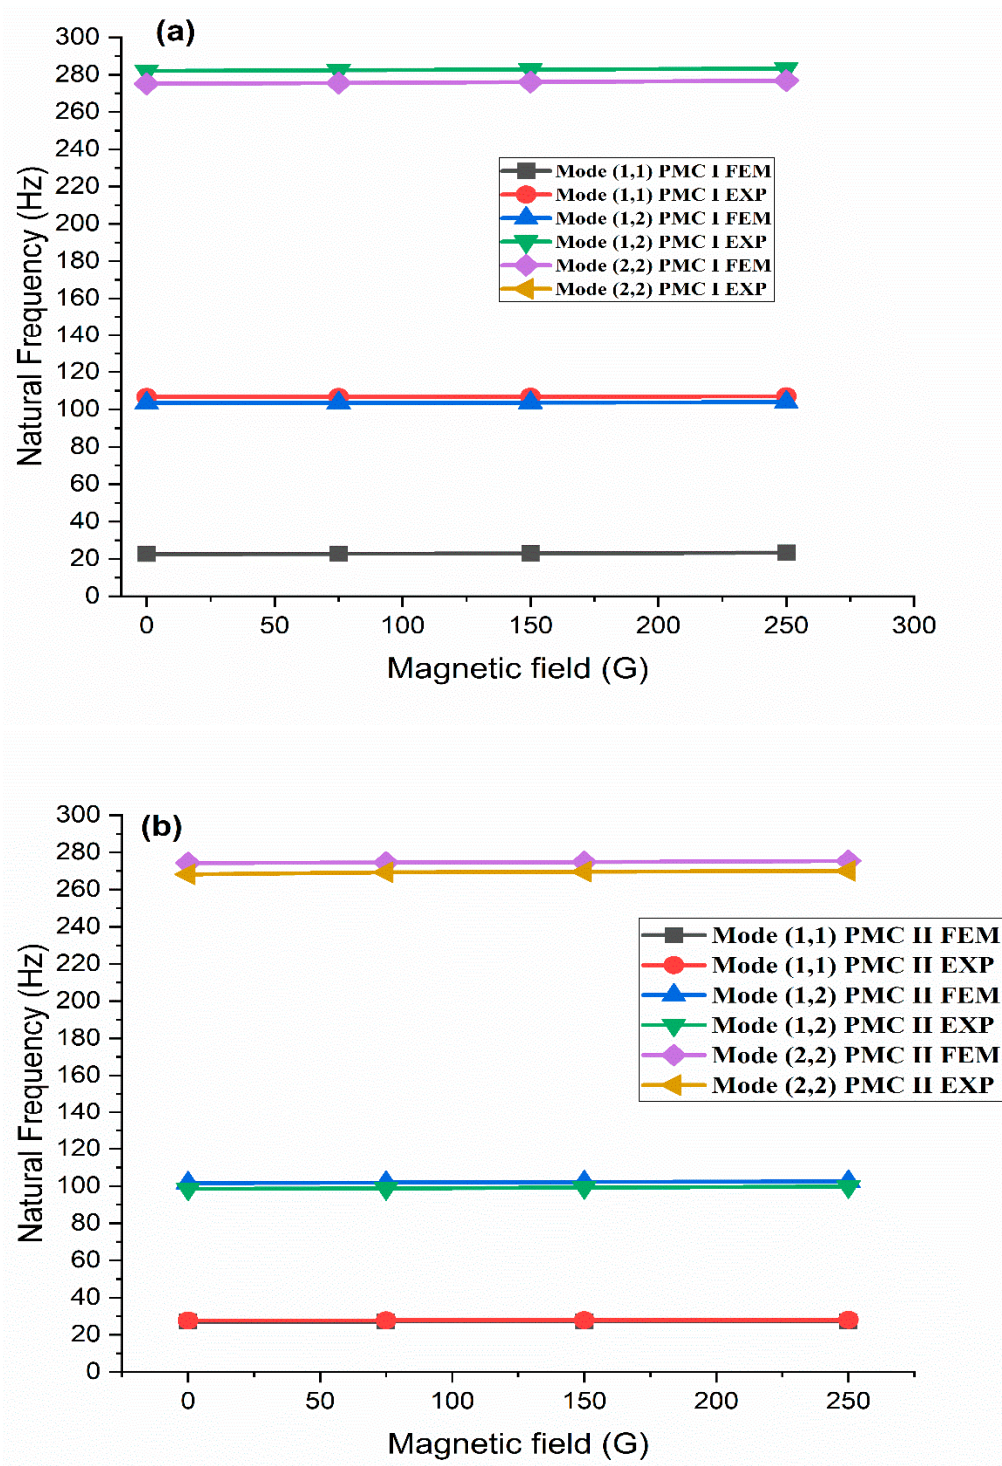 (a)
300
280
260
240
220
200
180
160
140
120
100
80
60
40
20
0
Natural Frequency (Hz)
Mode (1,1) PMC I FEM
Mode (1,1) PMC I EXP
Mode (1,2) PMC I FEM
Mode (1,2) PMC I EXP
Mode (2,2) PMC I FEM
Mode (2,2) PMC I EXP
0 50 100 150 200 250 300
Magnetic field (G)
(b)
300
280
260
240
220
200
180
160
140
120
100
80
60
40
20
0
Natural Frequency (Hz)
Mode (1,1) PMC II FEM
Mode (1,1) PMC II EXP
Mode (1,2) PMC II FEM
Mode (1,2) PMC II EXP
Mode (2,2) PMC II FEM
Mode (2,2) PMC II EXP
0 50 100 150 200 250
Magnetic field (G)